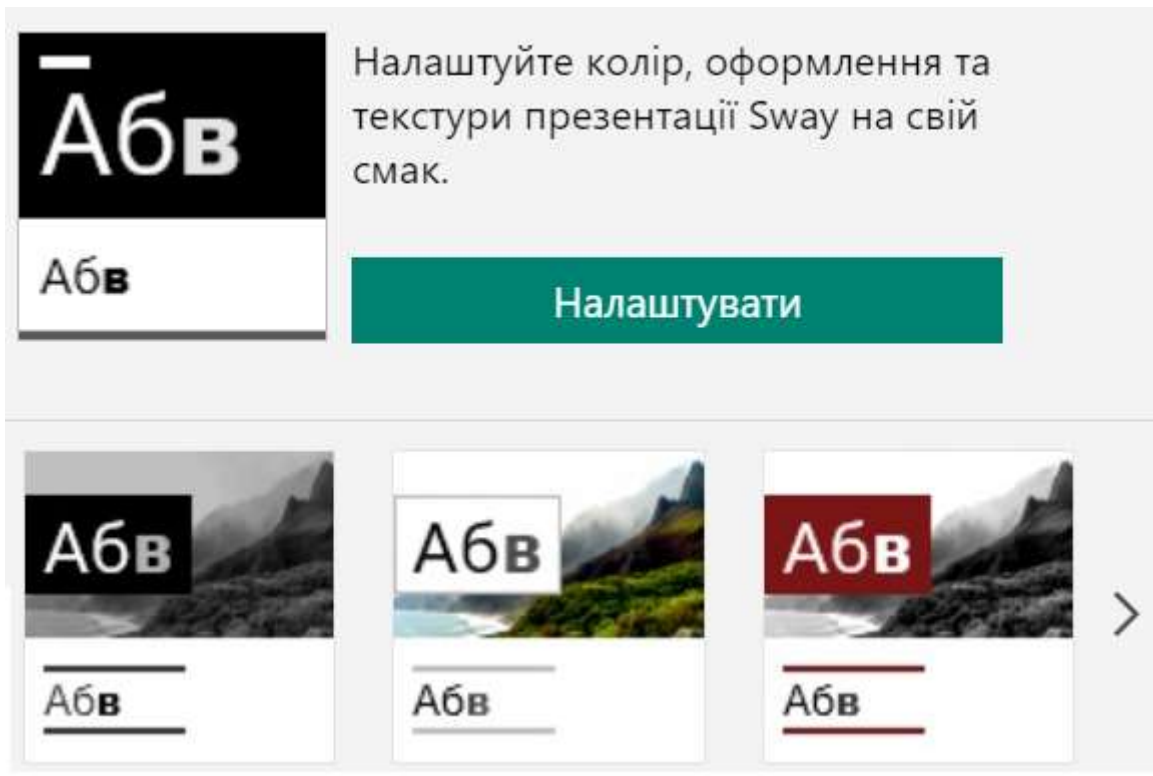 Абв
Абв
Налаштуйте колір, оформлення та
текстури презентації Sway на свій
смак.
Налаштувати
Абв
Абв
Абв
Абв
Абв
Абв